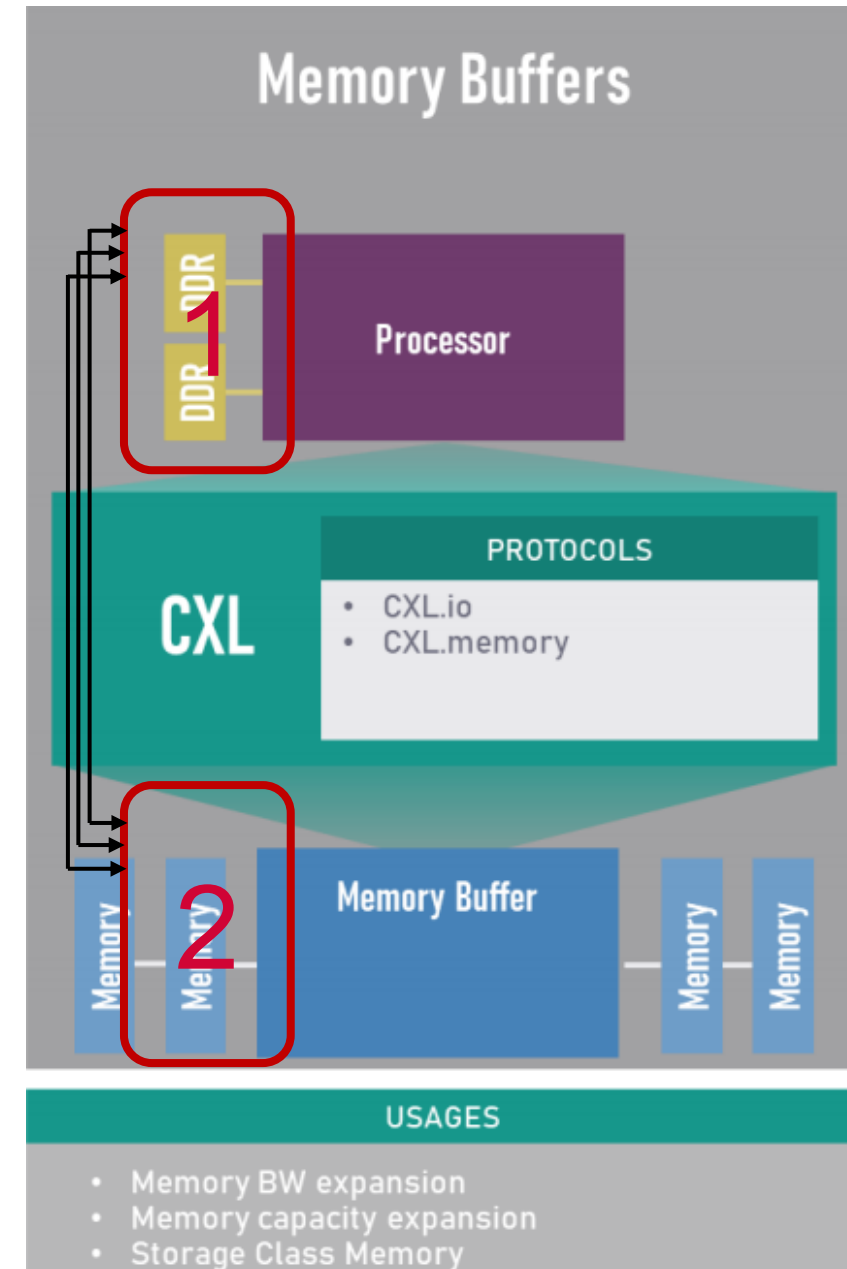 Memory Buffers
DDR
1
DDR
Processor
CXL
PROTOCOLS
• CXL.io
• CXL.memory
Memory
2
Memory
Memory Buffer
Memory
Memory
USAGES
• Memory BW expansion
• Memory capacity expansion
• Storage Class Memory